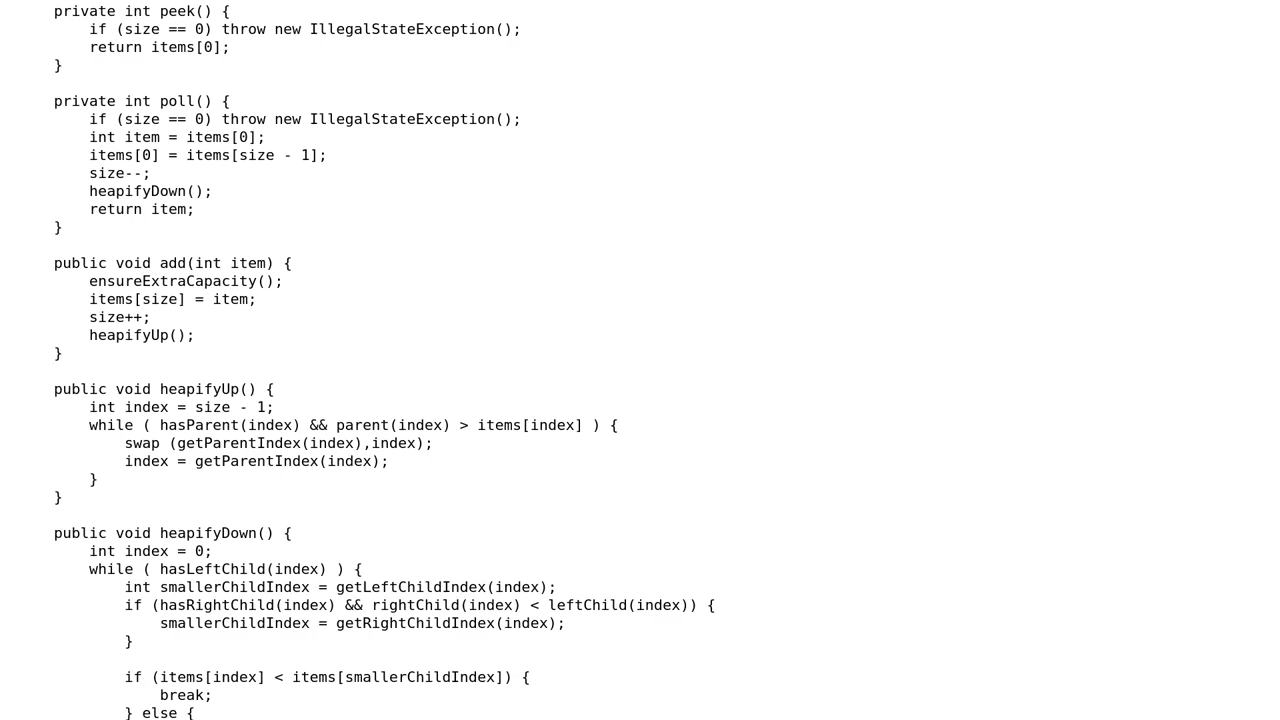 private int peek() {
    if (size == 0) throw new IllegalStateException();
    return items[0];
}

private int poll() {
    if (size == 0) throw new IllegalStateException();
    int item = items[0];
    items[0] = items[size - 1];
    size--;
    heapifyDown();
    return item;
}

public void add(int item) {
    ensureExtraCapacity();
    items[size] = item;
    size++;
    heapifyUp();
}

public void heapifyUp() {
    int index = size - 1;
    while ( hasParent(index) && parent(index) > items[index] ) {
        swap (getParentIndex(index),index);
        index = getParentIndex(index);
    }
}

public void heapifyDown() {
    int index = 0;
    while ( hasLeftChild(index) ) {
        int smallerChildIndex = getLeftChildIndex(index);
        if (hasRightChild(index) && rightChild(index) < leftChild(index)) {
            smallerChildIndex = getRightChildIndex(index);
        }

        if (items[index] < items[smallerChildIndex]) {
            break;
        } else {